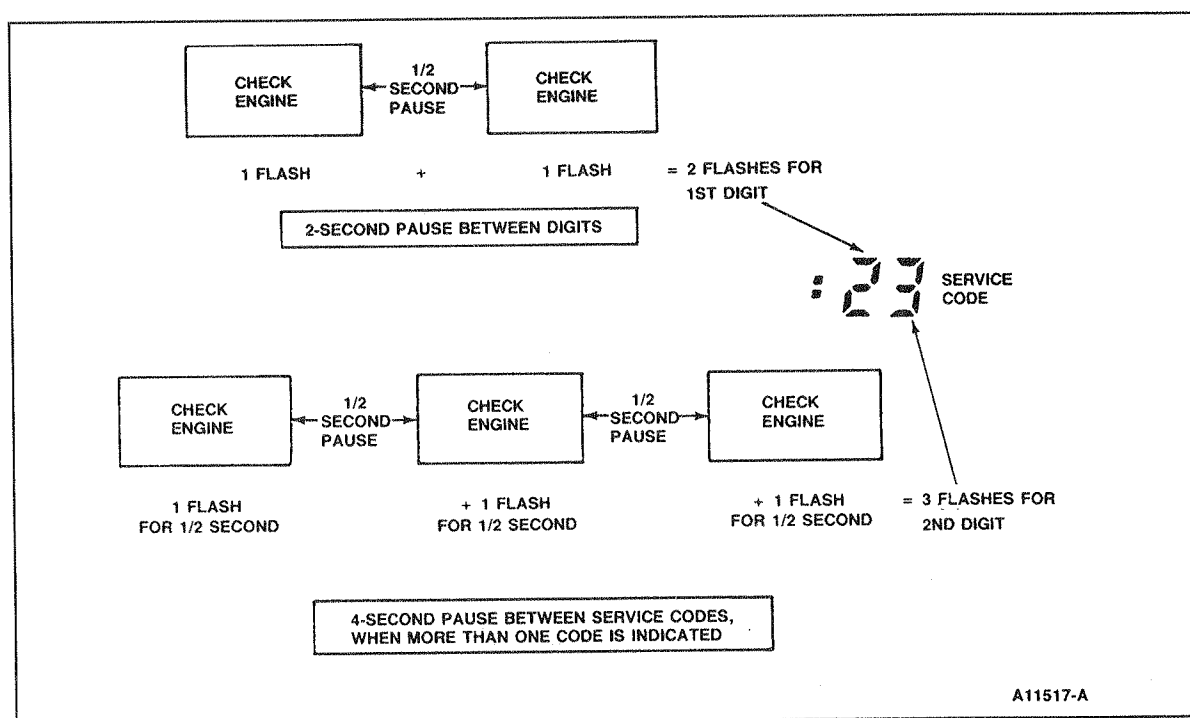 CHECK
ENGINE
1/2
SECOND
PAUSE
CHECK
ENGINE
1 FLASH + 1 FLASH = 2 FLASHES FOR
1ST DIGIT
2-SECOND PAUSE BETWEEN DIGITS
:23
SERVICE
CODE
CHECK
ENGINE
1/2
SECOND
PAUSE
CHECK
ENGINE
1/2
SECOND
PAUSE
CHECK
ENGINE
1 FLASH
FOR 1/2 SECOND
+ 1 FLASH
FOR 1/2 SECOND
+ 1 FLASH
FOR 1/2 SECOND
= 3 FLASHES FOR
2ND DIGIT
4-SECOND PAUSE BETWEEN SERVICE CODES,
WHEN MORE THAN ONE CODE IS INDICATED
A11517-A